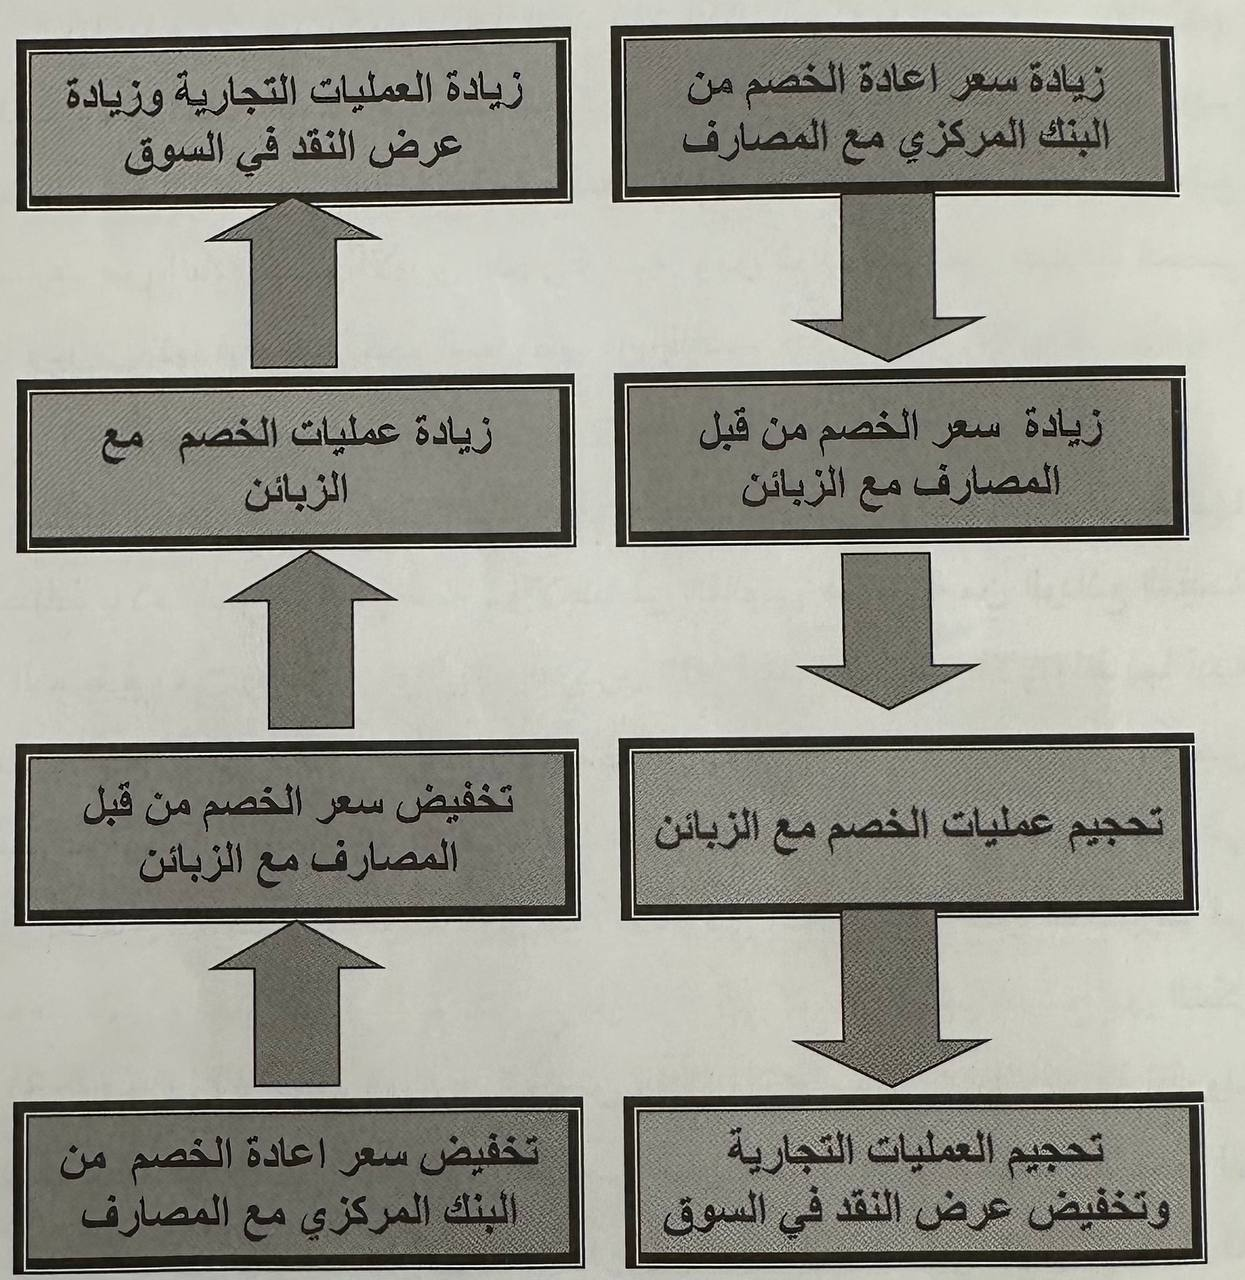 زيادة سعر اعادة الخصم من
البنك المركزي مع المصارف
زيادة سعر الخصم من قبل
المصارف مع الزبائن
تحجيم عمليات الخصم مع الزبائن
تحجيم العمليات التجارية
وتخفيض عرض النقد في السوق
زيادة العمليات التجارية وزيادة
عرض النقد في السوق
زيادة عمليات الخصم مع
الزبائن
تخفيض سعر الخصم من قبل
المصارف مع الزبائن
تخفيض سعر اعادة الخصم من
البنك المركزي مع المصارف